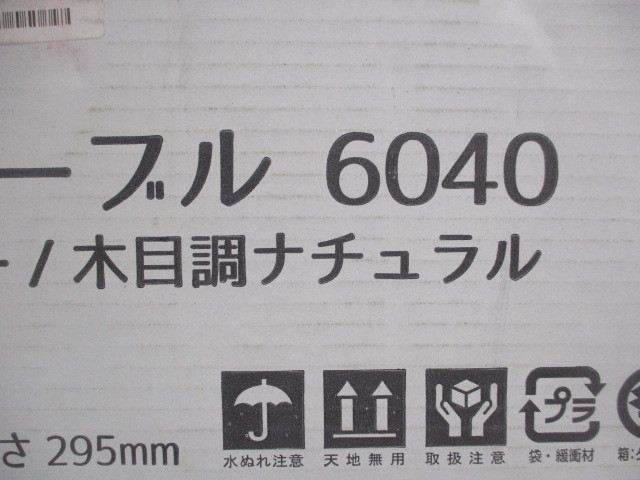 ーブル 6040
ー / 木目調ナチュラル
さ 295mm
水ぬれ注意
天地無用
取扱注意
プラ
袋・緩衝材
箱: